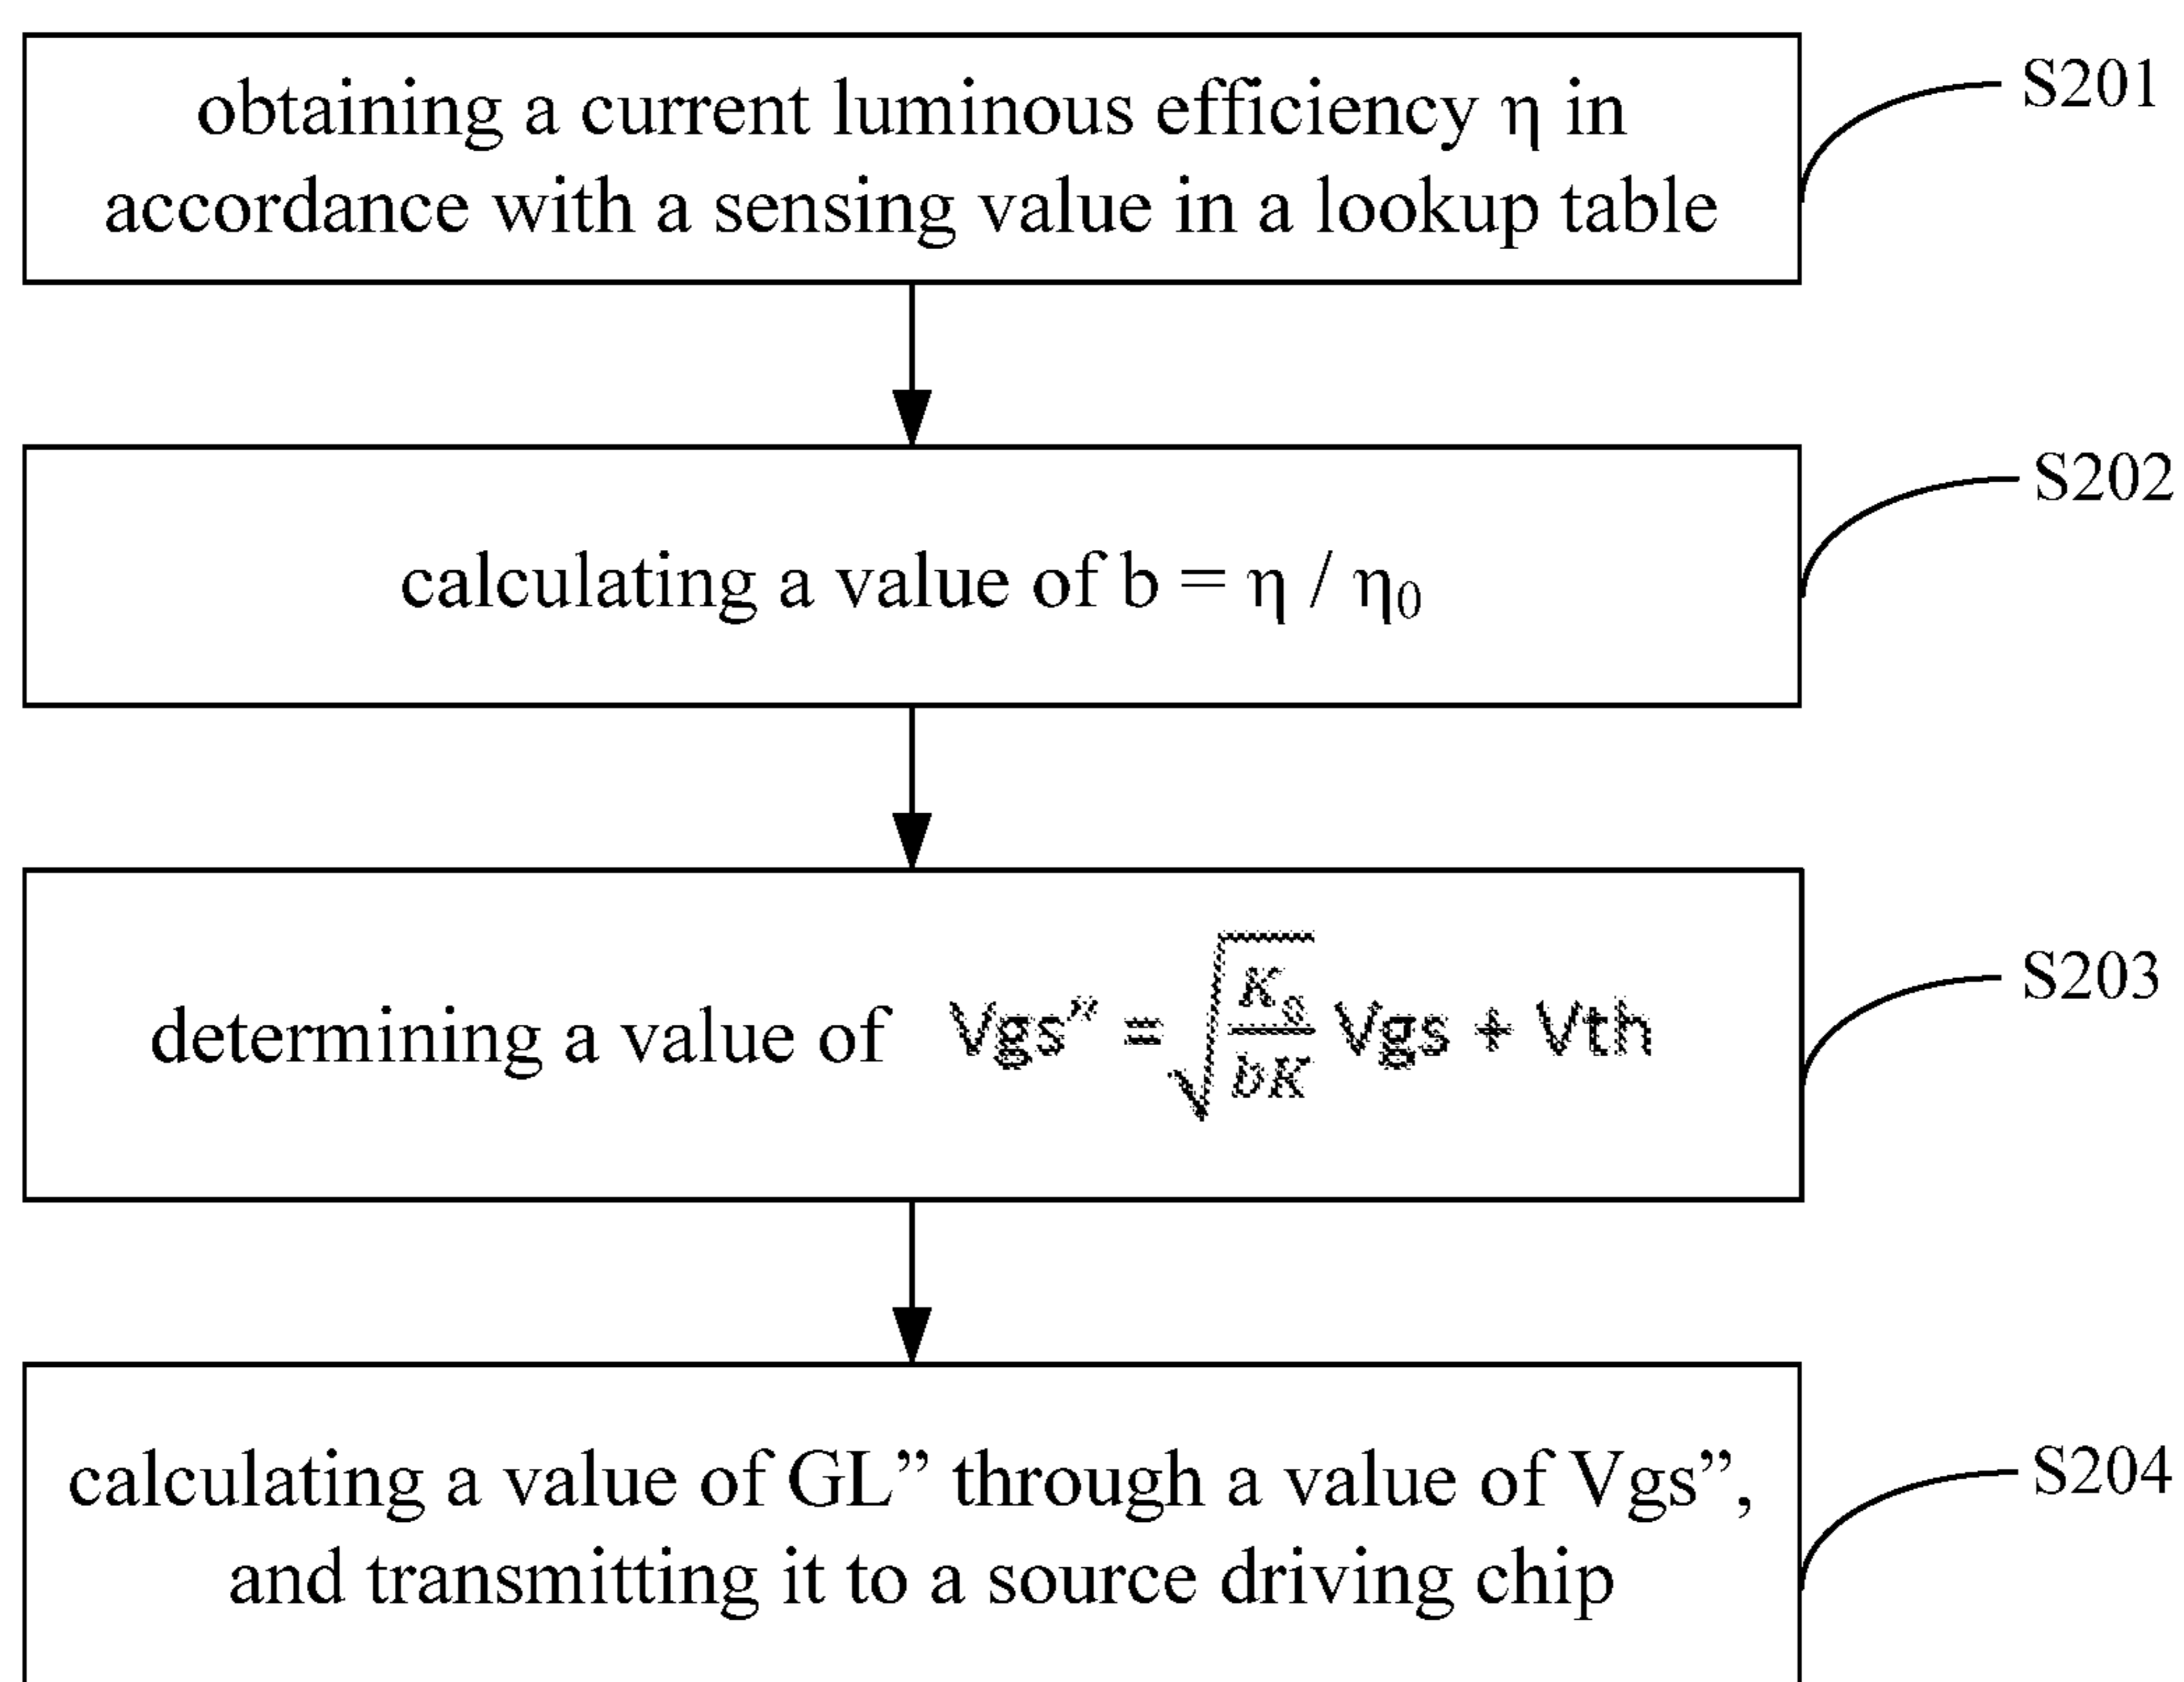 obtaining a current luminous efficiency η in
accordance with a sensing value in a lookup table
S201
calculating a value of b = η / η₀
S202
determining a value of Vgs” = √(K₀/bK) Vgs + Vth
S203
calculating a value of GL” through a value of Vgs”,
and transmitting it to a source driving chip
S204